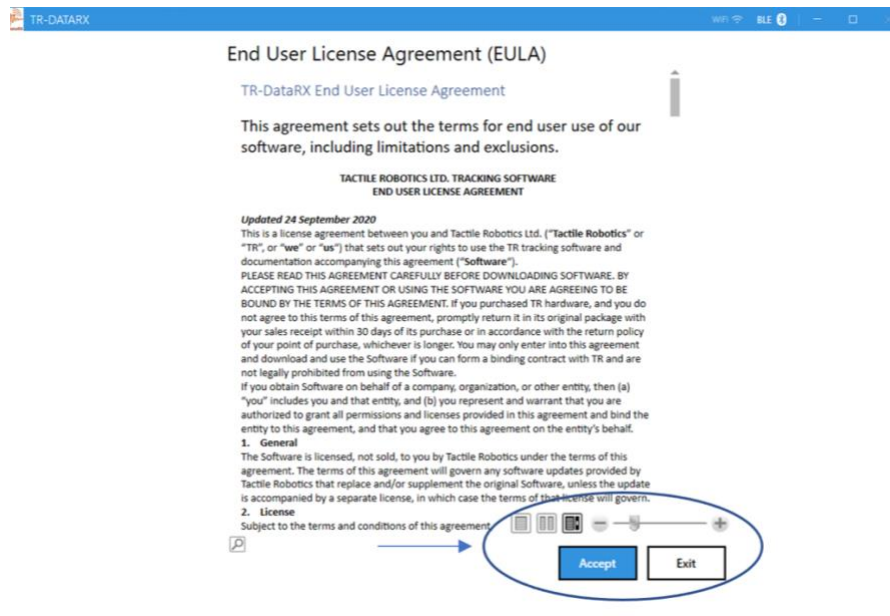 TR-DATARX
WIFI BLE
End User License Agreement (EULA)
TR-DataRX End User License Agreement
This agreement sets out the terms for end user use of our
software, including limitations and exclusions.
TACTILE ROBOTICS LTD. TRACKING SOFTWARE
END USER LICENSE AGREEMENT
Updated 24 September 2020
This is a license agreement between you and Tactile Robotics Ltd. ("Tactile Robotics" or
"TR", or "we" or "us") that sets out your rights to use the TR tracking software and
documentation accompanying this agreement ("Software").
PLEASE READ THIS AGREEMENT CAREFULLY BEFORE DOWNLOADING SOFTWARE. BY
ACCEPTING THIS AGREEMENT OR USING THE SOFTWARE YOU ARE AGREEING TO BE
BOUND BY THE TERMS OF THIS AGREEMENT. If you purchased TR hardware, and you do
not agree to this terms of this agreement, promptly return it in its original package with
your sales receipt within 30 days of its purchase or in accordance with the return policy
of your point of purchase, whichever is longer. You may only enter into this agreement
and download and use the Software if you can form a binding contract with TR and are
not legally prohibited from using the Software.
If you obtain Software on behalf of a company, organization, or other entity, then (a)
"you" includes you and that entity, and (b) you represent and warrant that you are
authorized to grant all permissions and licenses provided in this agreement and bind the
entity to this agreement, and that you agree to this agreement on the entity's behalf.
1. General
The Software is licensed, not sold, to you by Tactile Robotics under the terms of this
agreement. The terms of this agreement will govern any software updates provided by
Tactile Robotics that replace and/or supplement the original Software, unless the update
is accompanied by a separate license, in which case the terms of that license will govern.
2. License
Subject to the terms and conditions of this agreement
Accept Exit